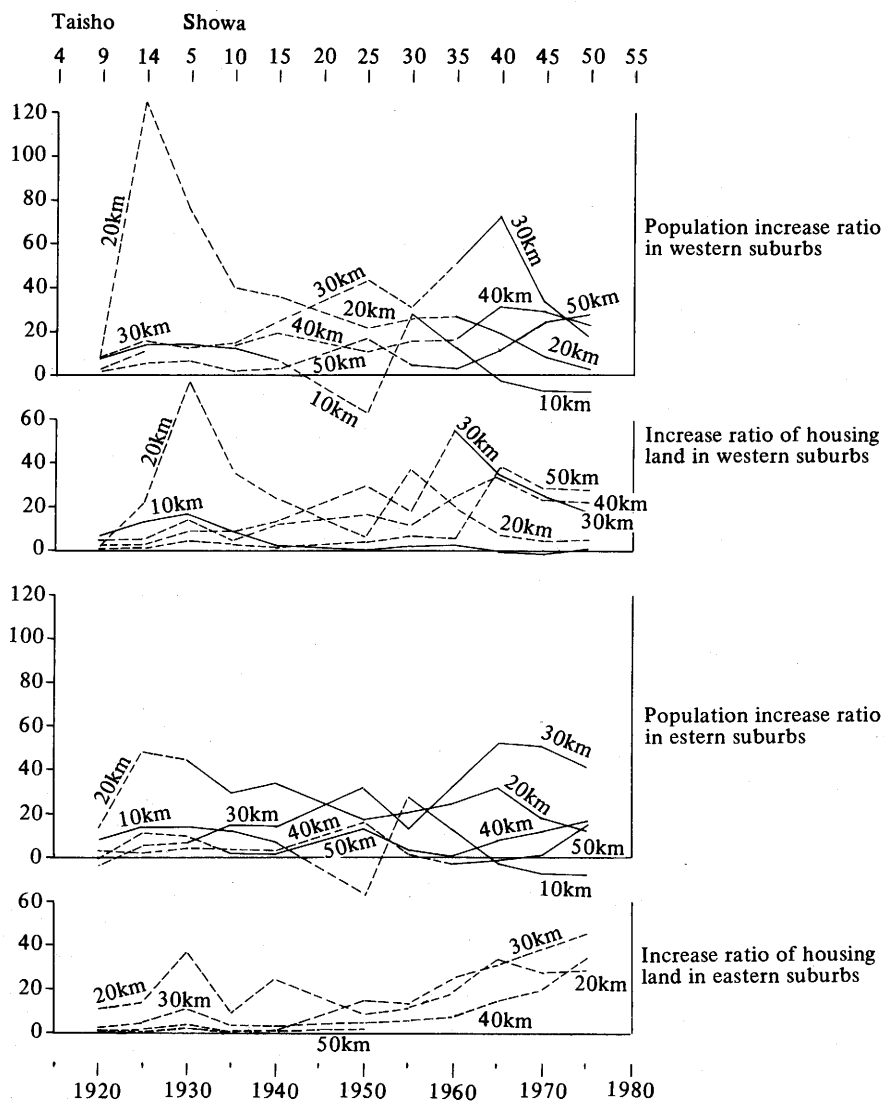 Taisho Showa
4 9 14 5 10 15 20 25 30 35 40 45 50 55
120
100
80
60
40
20
0
20km
30km
30km
20km
40km
50km
10km
30km
40km
50km
20km
10km
Population increase ratio
in western suburbs
60
40
20
0
20km
10km
30km
20km
50km
40km
30km
Increase ratio of housing
land in western suburbs
120
100
80
60
40
20
0
20km
10km
30km
40km
50km
30km
20km
40km
50km
10km
Population increase ratio
in estern suburbs
60
40
20
0
20km
30km
50km
30km
20km
40km
Increase ratio of housing
land in eastern suburbs
1920 1930 1940 1950 1960 1970 1980